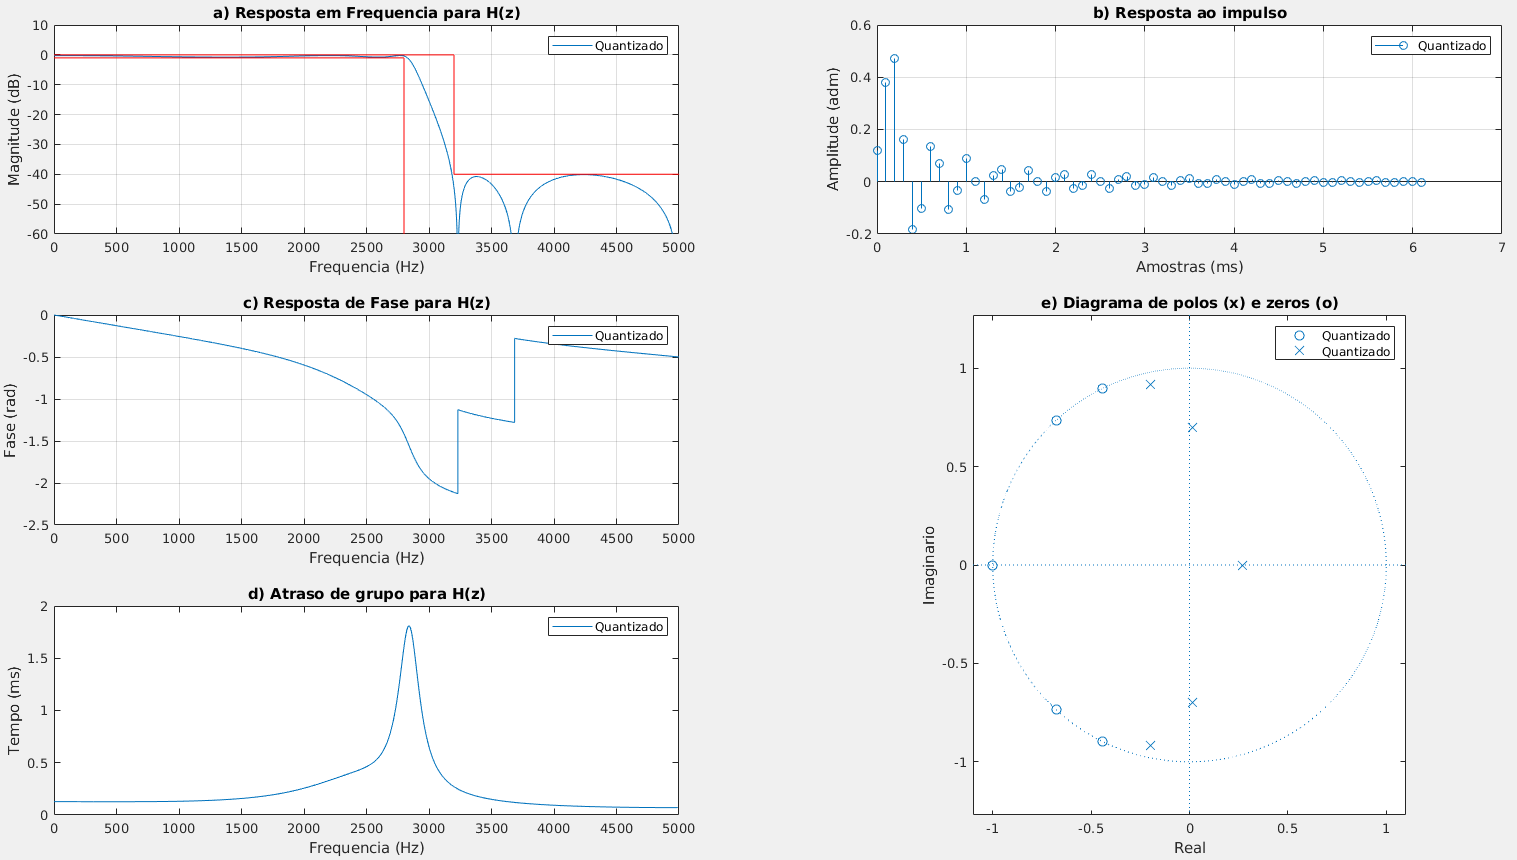 a) Resposta em Frequencia para H(z)
Magnitude (dB)
10
0
-10
-20
-30
-40
-50
-60
Quantizado
0 500 1000 1500 2000 2500 3000 3500 4000 4500 5000
Frequencia (Hz)
b) Resposta ao impulso
Amplitude (adm)
0.6
0.4
0.2
0
-0.2
Quantizado
0 1 2 3 4 5 6 7
Amostras (ms)
c) Resposta de Fase para H(z)
Fase (rad)
0
-0.5
-1
-1.5
-2
-2.5
Quantizado
0 500 1000 1500 2000 2500 3000 3500 4000 4500 5000
Frequencia (Hz)
d) Atraso de grupo para H(z)
Tempo (ms)
2
1.5
1
0.5
0
Quantizado
0 500 1000 1500 2000 2500 3000 3500 4000 4500 5000
Frequencia (Hz)
e) Diagrama de polos (x) e zeros (o)
Imaginario
1
0.5
0
-0.5
-1
Quantizado
Quantizado
-1 -0.5 0 0.5 1
Real